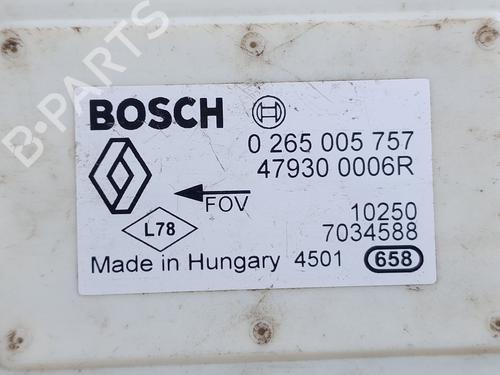 B-PARTS
BOSCH
0 265 005 757
47930 0006R
FOV
10250
L78
7034588
Made in Hungary 4501 658